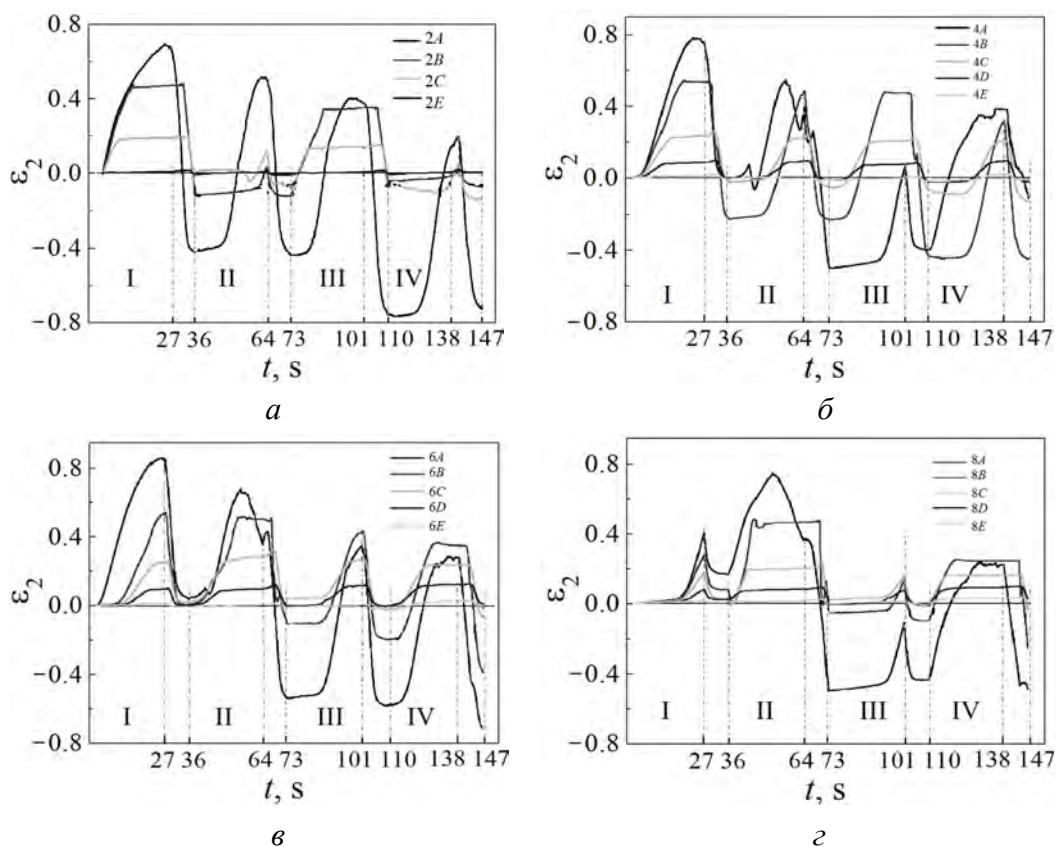 0.8
0.4
0.0
−0.4
−0.8
ε2
2A
2B
2C
2E
I II III IV
27 36 64 73 101 110 138 147
t, s
а
0.8
0.4
0.0
−0.4
−0.8
ε2
4A
4B
4C
4D
4E
I II III IV
27 36 64 73 101 110 138 147
t, s
б
0.8
0.4
0.0
−0.4
−0.8
ε2
6A
6B
6C
6D
6E
I II III IV
27 36 64 73 101 110 138 147
t, s
в
0.8
0.4
0.0
−0.4
−0.8
ε2
8A
8B
8C
8D
8E
I II III IV
27 36 64 73 101 110 138 147
t, s
г